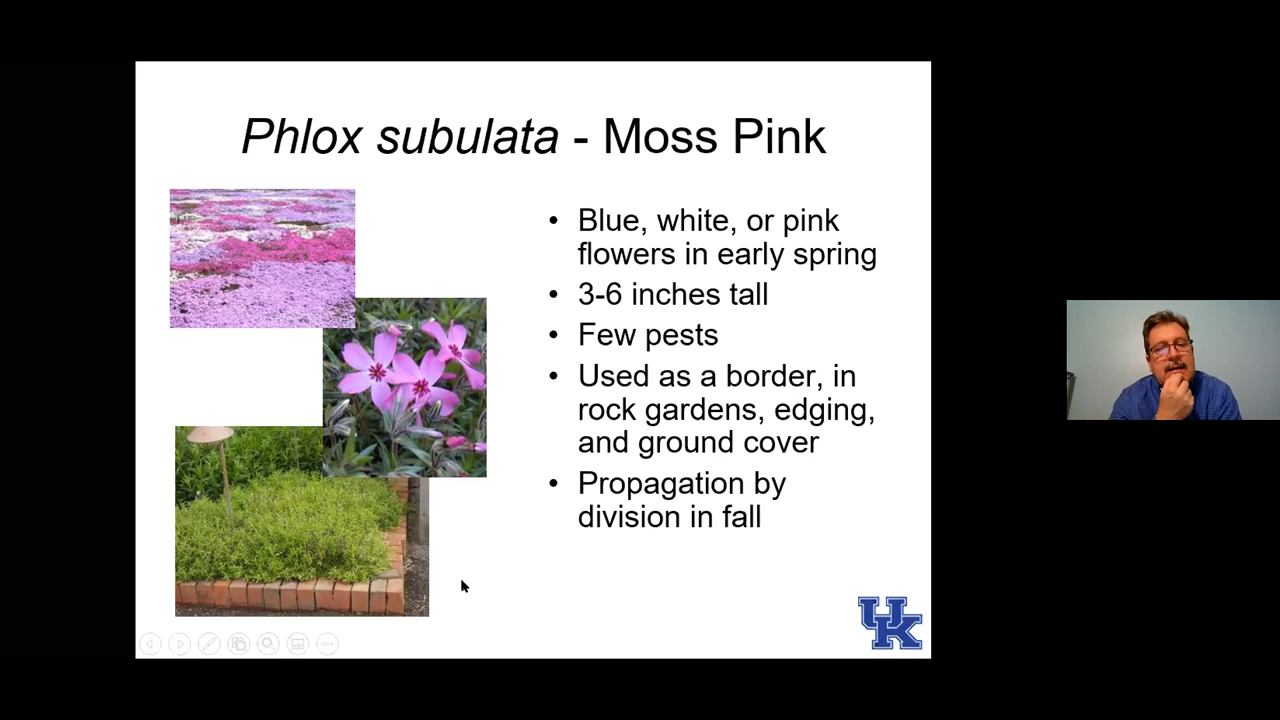 Phlox subulata - Moss Pink
• Blue, white, or pink
flowers in early spring
• 3-6 inches tall
• Few pests
• Used as a border, in
rock gardens, edging,
and ground cover
• Propagation by
division in fall
UK